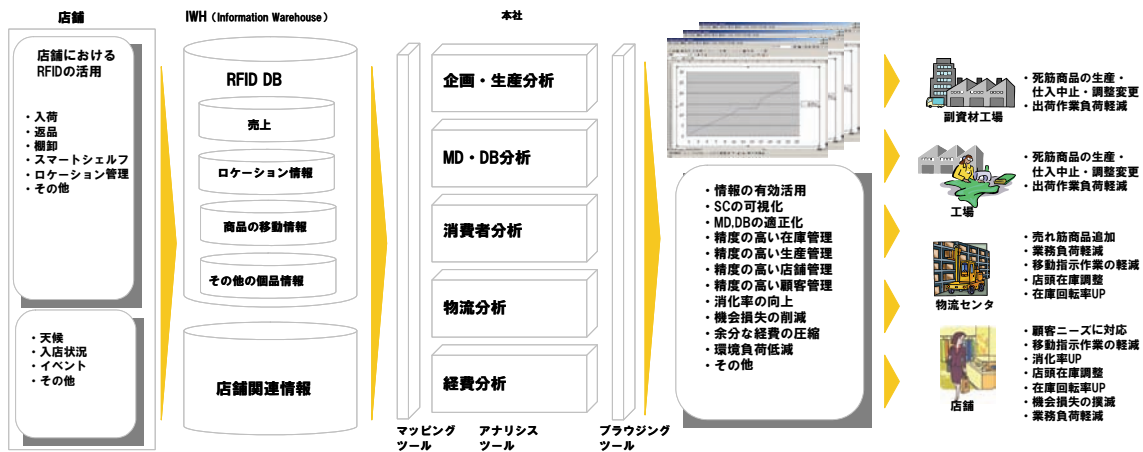 店舗
店舗における
RFIDの活用
・入荷
・返品
・棚卸
・スマートシェルフ
・ロケーション管理
・その他
・天候
・入店状況
・イベント
・その他
IWH（Information Warehouse）
RFID DB
売上
ロケーション情報
商品の移動情報
その他の個品情報
店舗関連情報
本社
企画・生産分析
MD・DB分析
消費者分析
物流分析
経費分析
マッピング
ツール
アナリシス
ツール
ブラウジング
ツール
・情報の有効活用
・SCの可視化
・MD,DBの適正化
・精度の高い在庫管理
・精度の高い生産管理
・精度の高い店舗管理
・精度の高い顧客管理
・消化率の向上
・機会損失の削減
・余分な経費の圧縮
・環境負荷低減
・その他
副資材工場
・死筋商品の生産・
仕入中止・調整変更
・出荷作業負荷軽減
工場
・死筋商品の生産・
仕入中止・調整変更
・出荷作業負荷軽減
物流センタ
・売れ筋商品追加
・業務負荷軽減
・移動指示作業の軽減
・店頭在庫調整
・在庫回転率UP
店舗
・顧客ニーズに対応
・移動指示作業の軽減
・消化率UP
・店頭在庫調整
・在庫回転率UP
・機会損失の撲滅
・業務負荷軽減